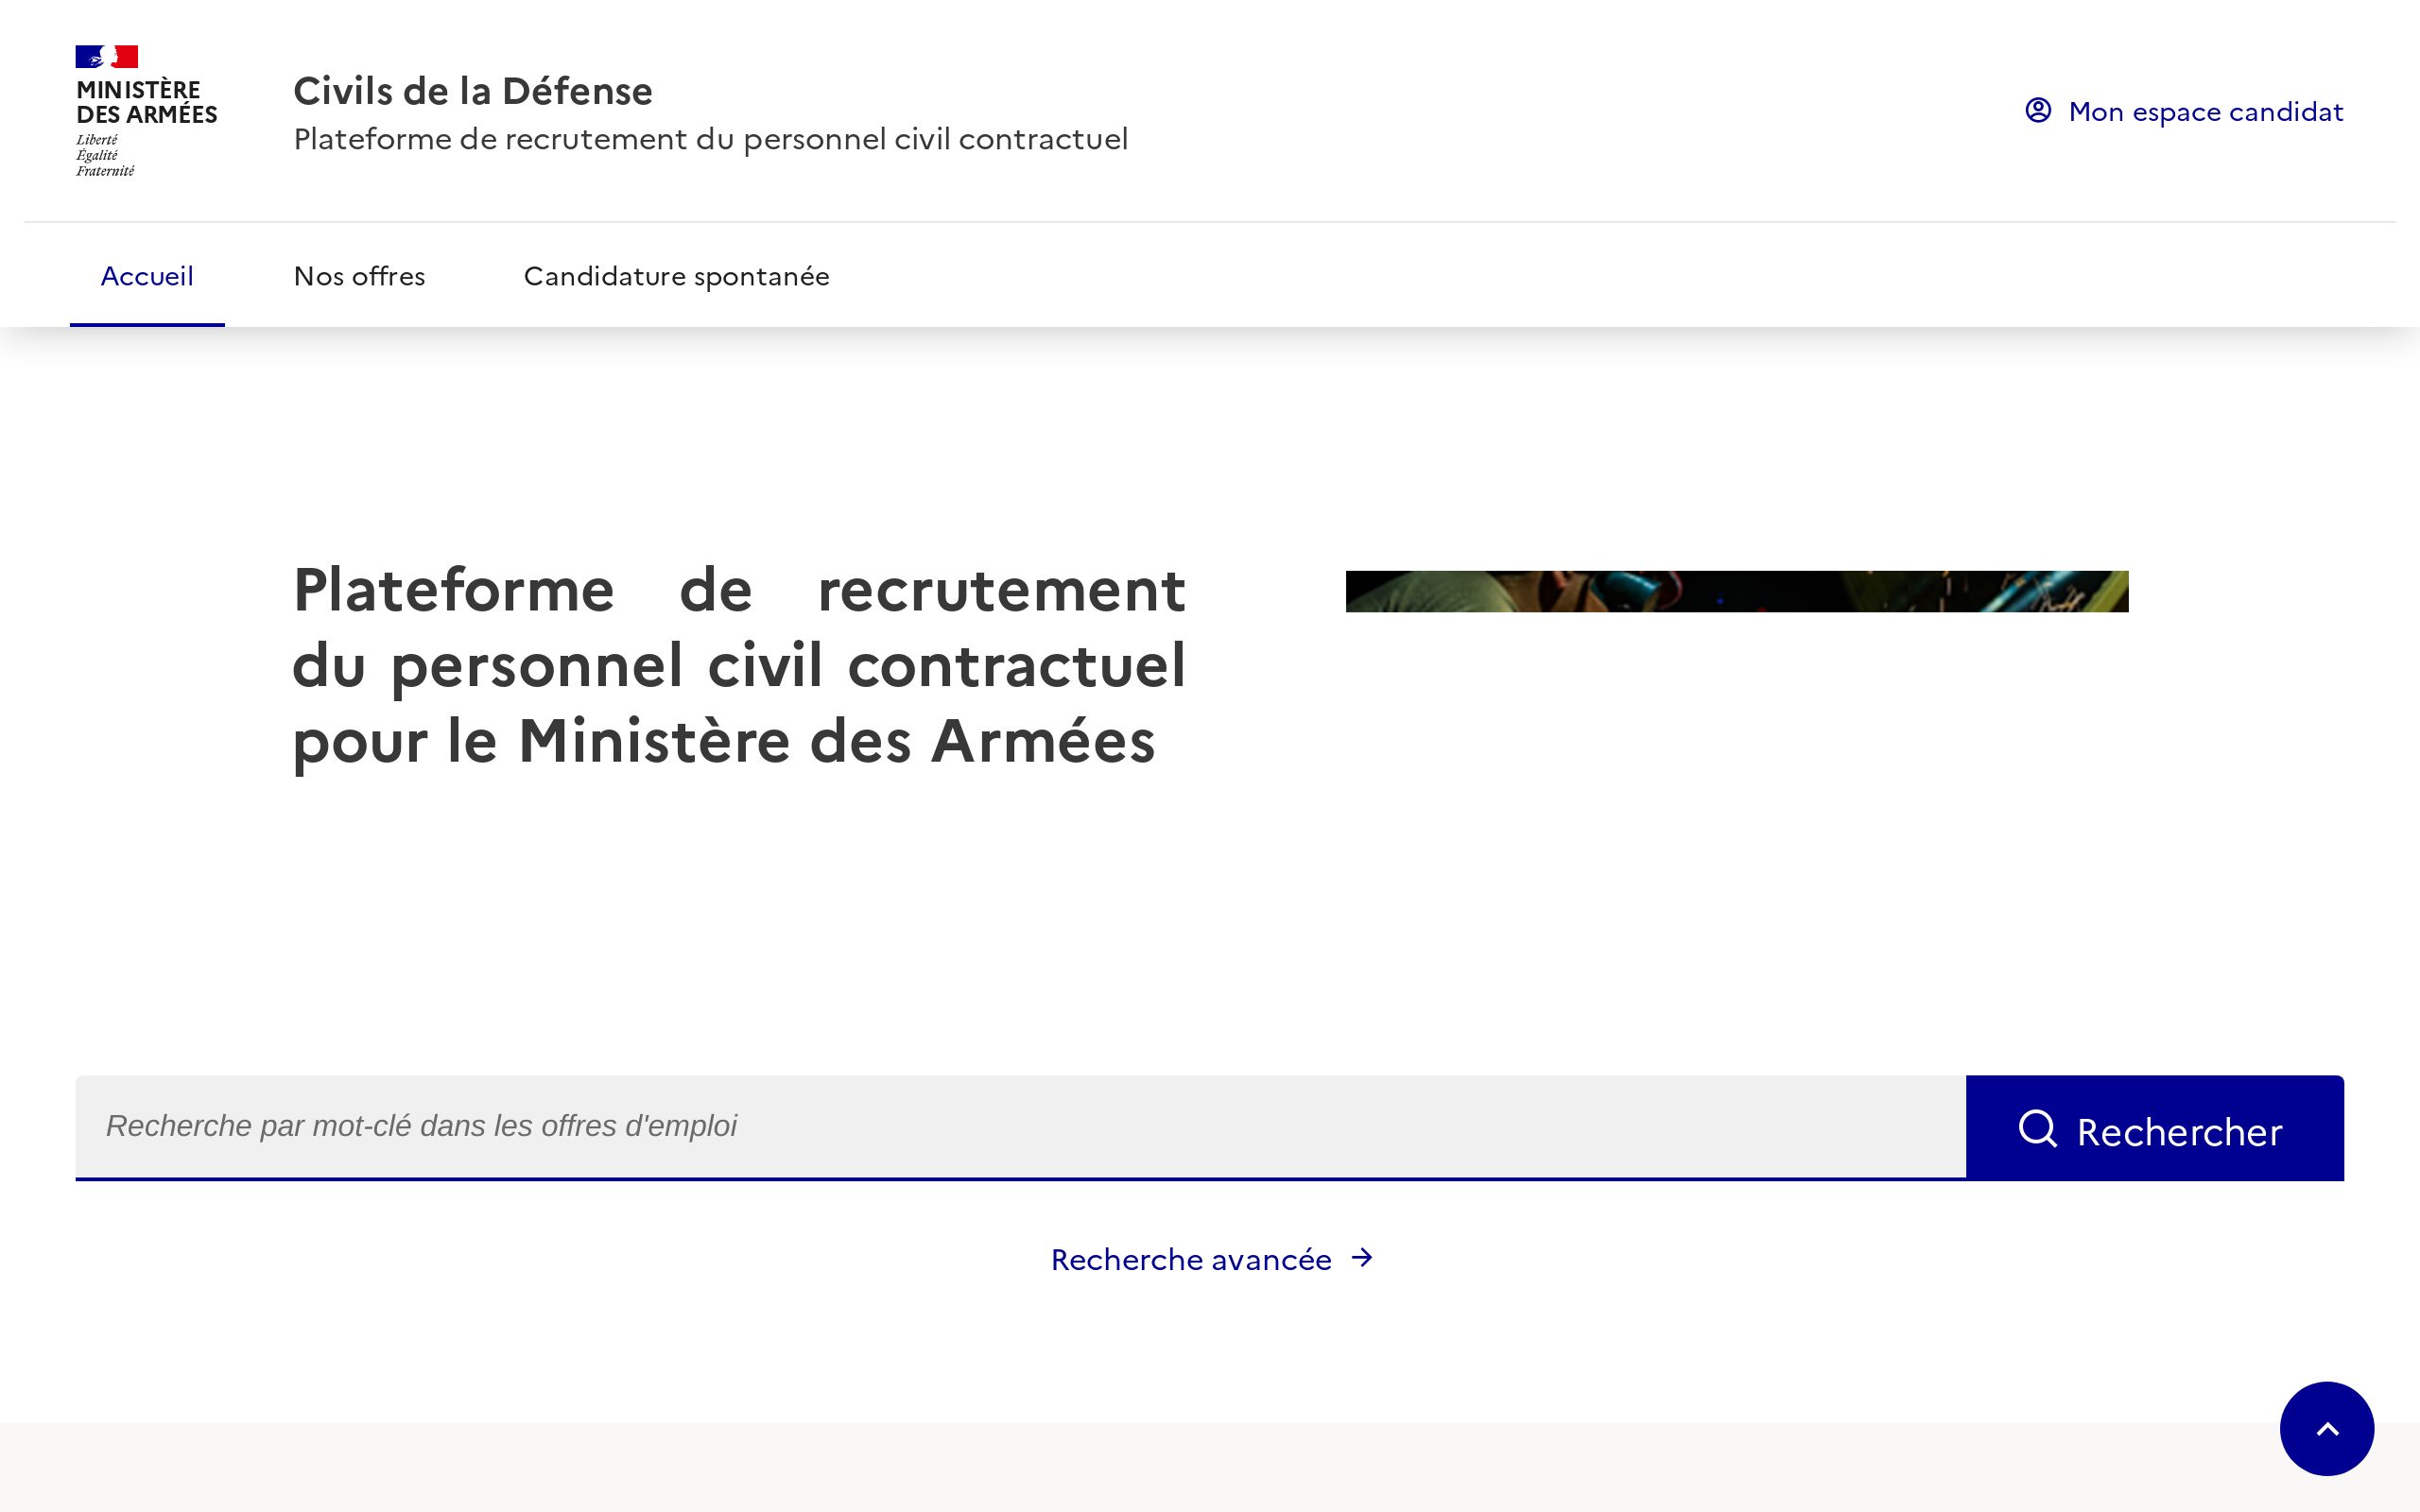 MINISTÈRE
DES ARMÉES
Liberté
Égalité
Fraternité
Civils de la Défense
Plateforme de recrutement du personnel civil contractuel
Mon espace candidat
Accueil
Nos offres
Candidature spontanée
Plateforme de recrutement
du personnel civil contractuel
pour le Ministère des Armées
Recherche par mot-clé dans les offres d'emploi
Rechercher
Recherche avancée